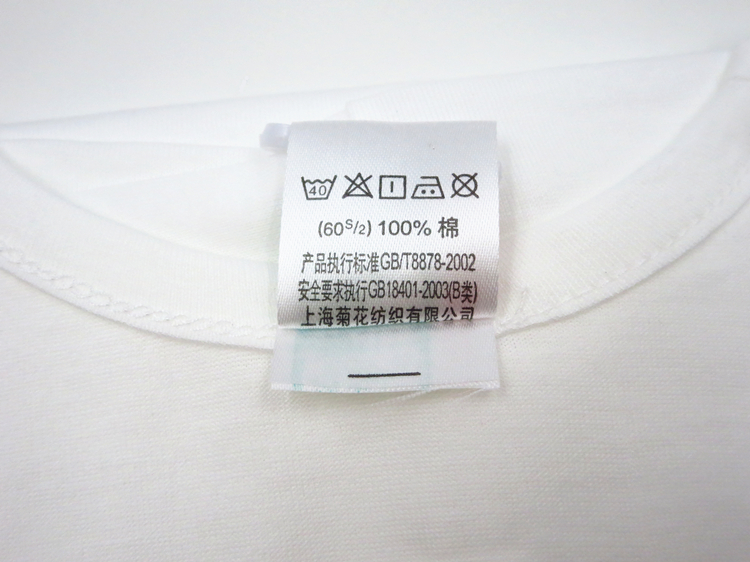 40
(60S/2) 100% 棉
产品执行标准GB/T8878-2002
安全要求执行GB18401-2003(B类)
上海菊花纺织有限公司